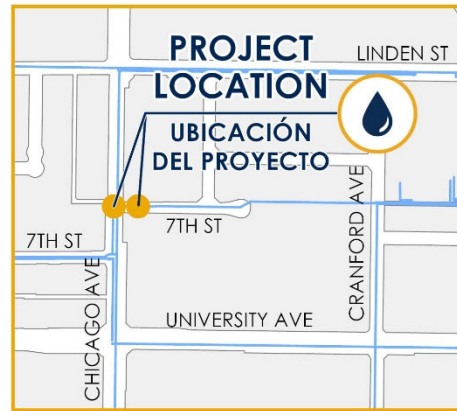 PROJECT
LOCATION
LINDEN ST
UBICACIÓN
DEL PROYECTO
7TH ST
7TH ST
CHICAGO AVE
CRANFORD AVE
UNIVERSITY AVE